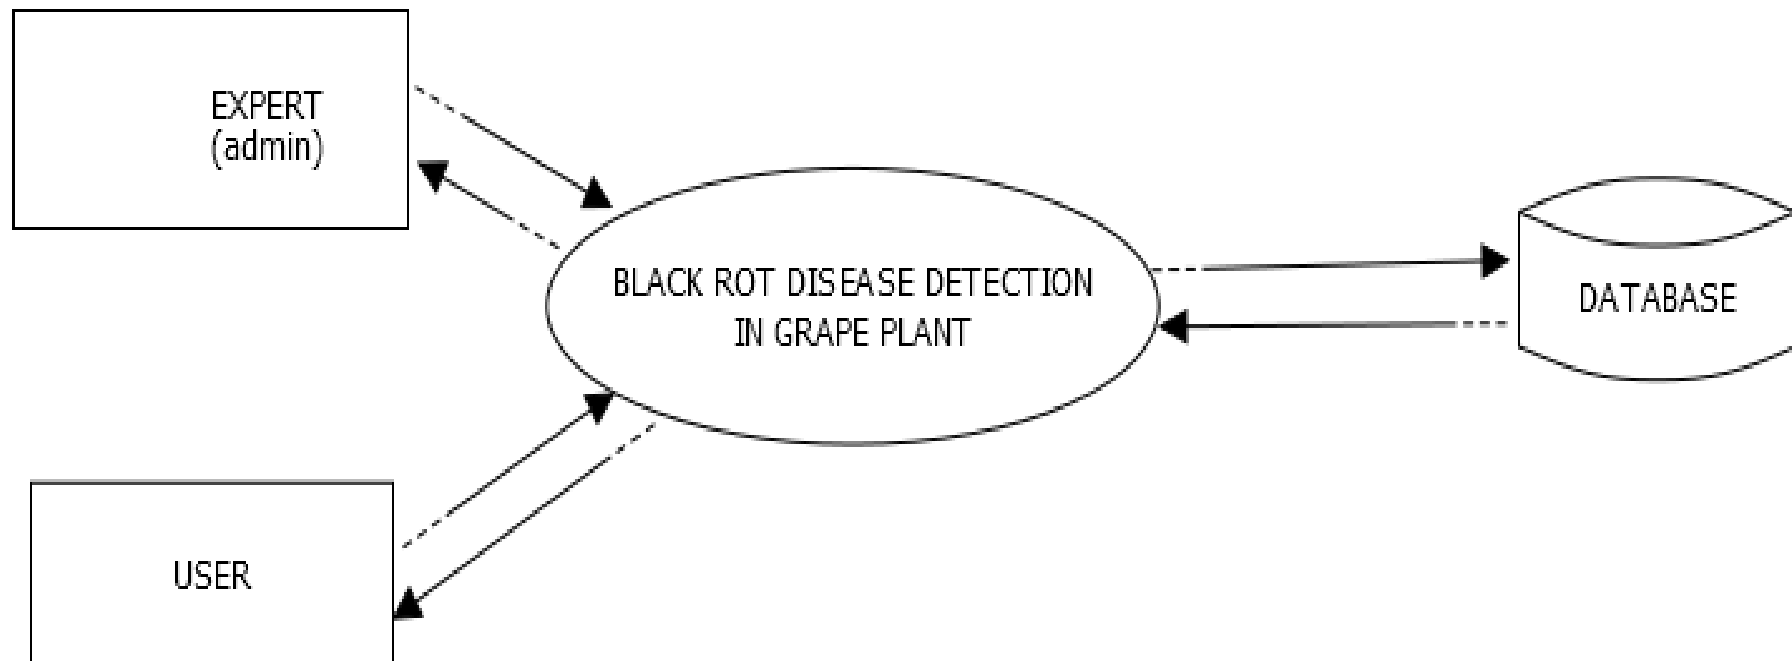 EXPERT
(admin)
BLACK ROT DISEASE DETECTION
IN GRAPE PLANT
DATABASE
USER